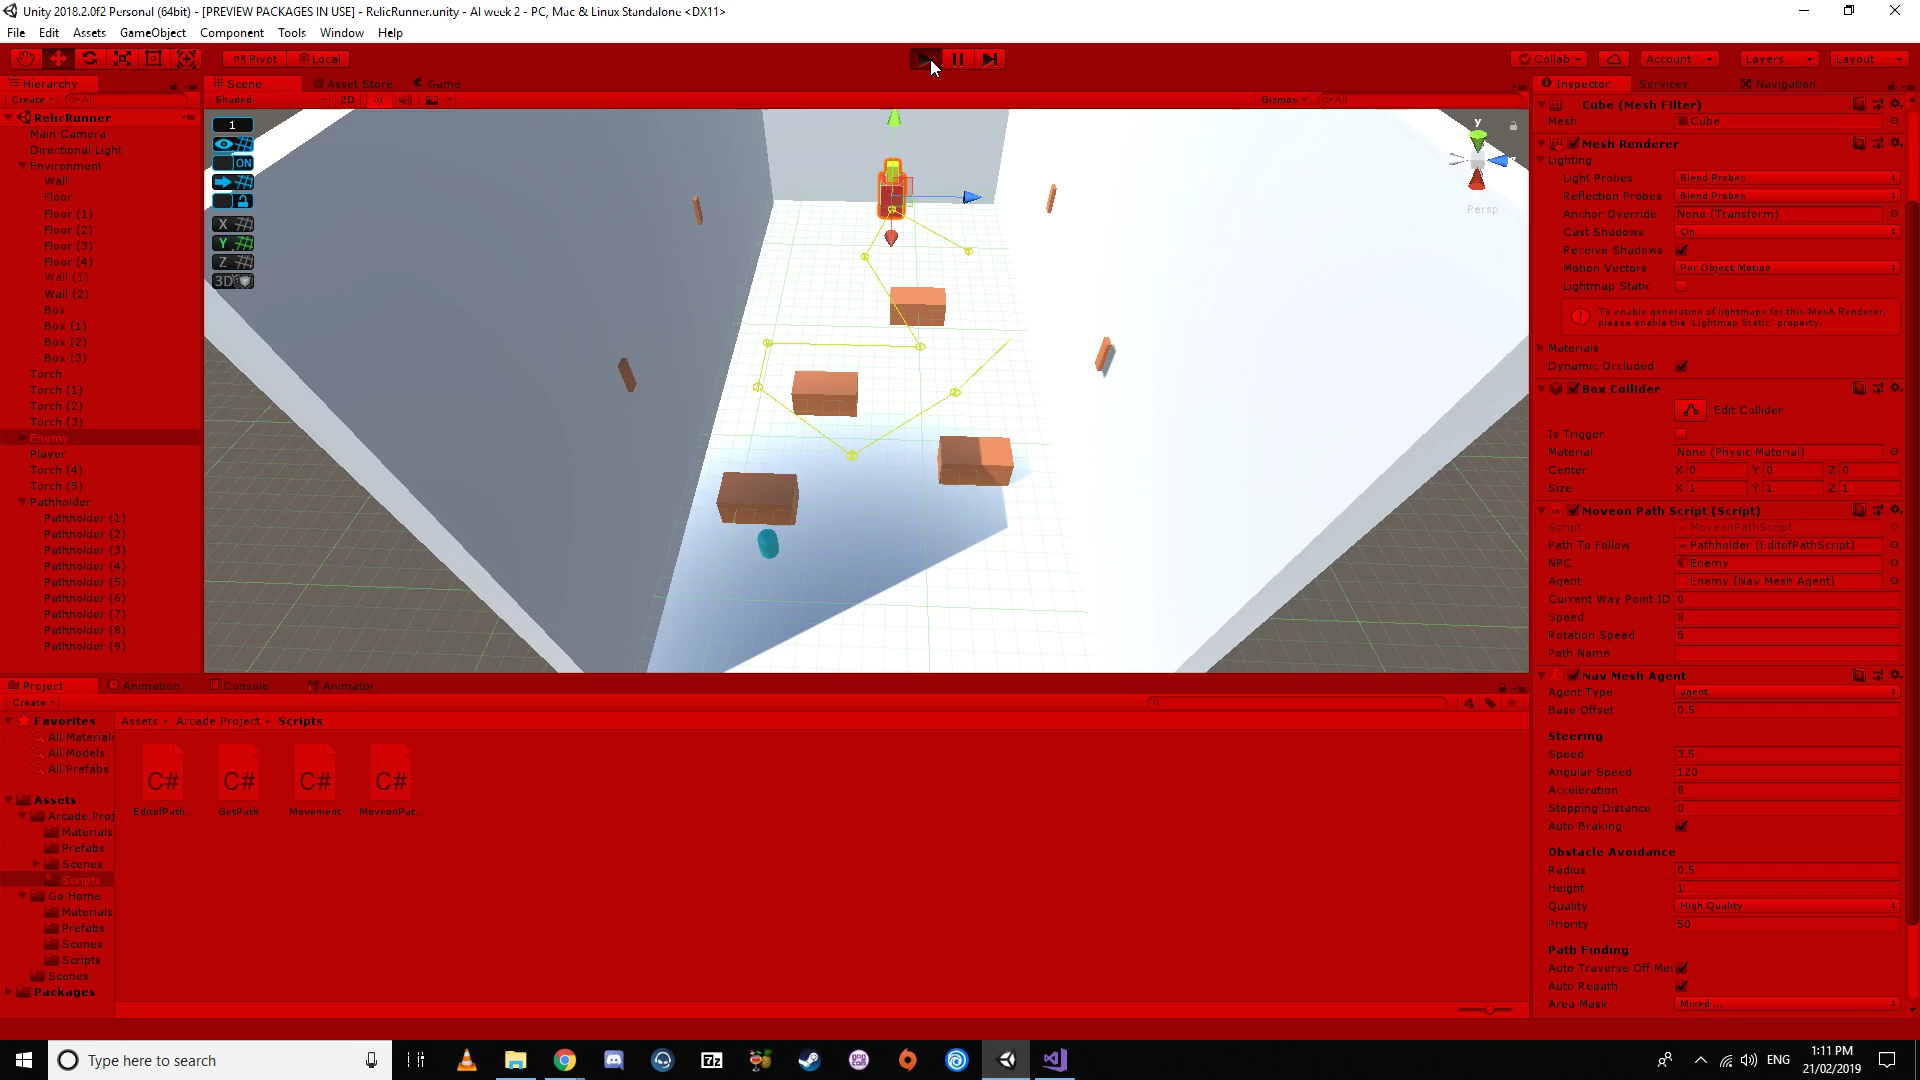 Unity 2018.2.0f2 Personal (64bit) - [PREVIEW PACKAGES IN USE] - RelicRunner.unity - AI week 2 - PC, Mac & Linux Standalone <DX11>
File Edit Assets GameObject Component Tools Window Help
Pivot Local Collab Account Layers Layout
Hierarchy
Create All
RelicRunner
Main Camera
Directional Light
Environment
Wall
Floor
Floor (1)
Floor (2)
Floor (3)
Floor (4)
Wall (1)
Wall (2)
Box
Box (1)
Box (2)
Box (3)
Torch
Torch (1)
Torch (2)
Torch (3)
Enemy
Player
Torch (4)
Torch (5)
Pathholder
Pathholder (1)
Pathholder (2)
Pathholder (3)
Pathholder (4)
Pathholder (5)
Pathholder (6)
Pathholder (7)
Pathholder (8)
Pathholder (9)
Scene Asset Store Game
Shaded 2D Gizmos All
1
ON
X
Y
Z
3D
y
Persp
Inspector Services Navigation
Cube (Mesh Filter)
Mesh Cube
Mesh Renderer
Lighting
Light Probes Blend Probes
Reflection Probes Blend Probes
Anchor Override None (Transform)
Cast Shadows On
Receive Shadows
Motion Vectors Per Object Motion
Lightmap Static
To enable generation of lightmaps for this Mesh Renderer, please enable the 'Lightmap Static' property.
Materials
Dynamic Occluded
Box Collider
Edit Collider
Is Trigger
Material None (Physic Material)
Center X 0 Y 0 Z 0
Size X 1 Y 1 Z 1
Moveon Path Script (Script)
Script MoveonPathScript
Path To Follow Pathholder (EditofPathScript)
NPC Enemy
Agent Enemy (Nav Mesh Agent)
Current Way Point ID 0
Speed 8
Rotation Speed 5
Path Name
Nav Mesh Agent
Agent Type agent
Base Offset 0.5
Steering
Speed 3.5
Angular Speed 120
Acceleration 8
Stopping Distance 0
Auto Braking
Obstacle Avoidance
Radius 0.5
Height 1
Quality High Quality
Priority 50
Path Finding
Auto Traverse Off Me
Auto Repath
Area Mask Mixed ...
Project Animation Console Animator
Create
Favorites
All Materials
All Models
All Prefabs
Assets
Arcade Proj
Materials
Prefabs
Scenes
Scripts
Go Home
Materials
Prefabs
Scenes
Scripts
Scenes
Packages
Assets Arcade Project Scripts
C# C# C# C#
EditofPath... GetPath Movement MoveonPat...
Type here to search
7z
gog.com
ENG
1:11 PM
21/02/2019